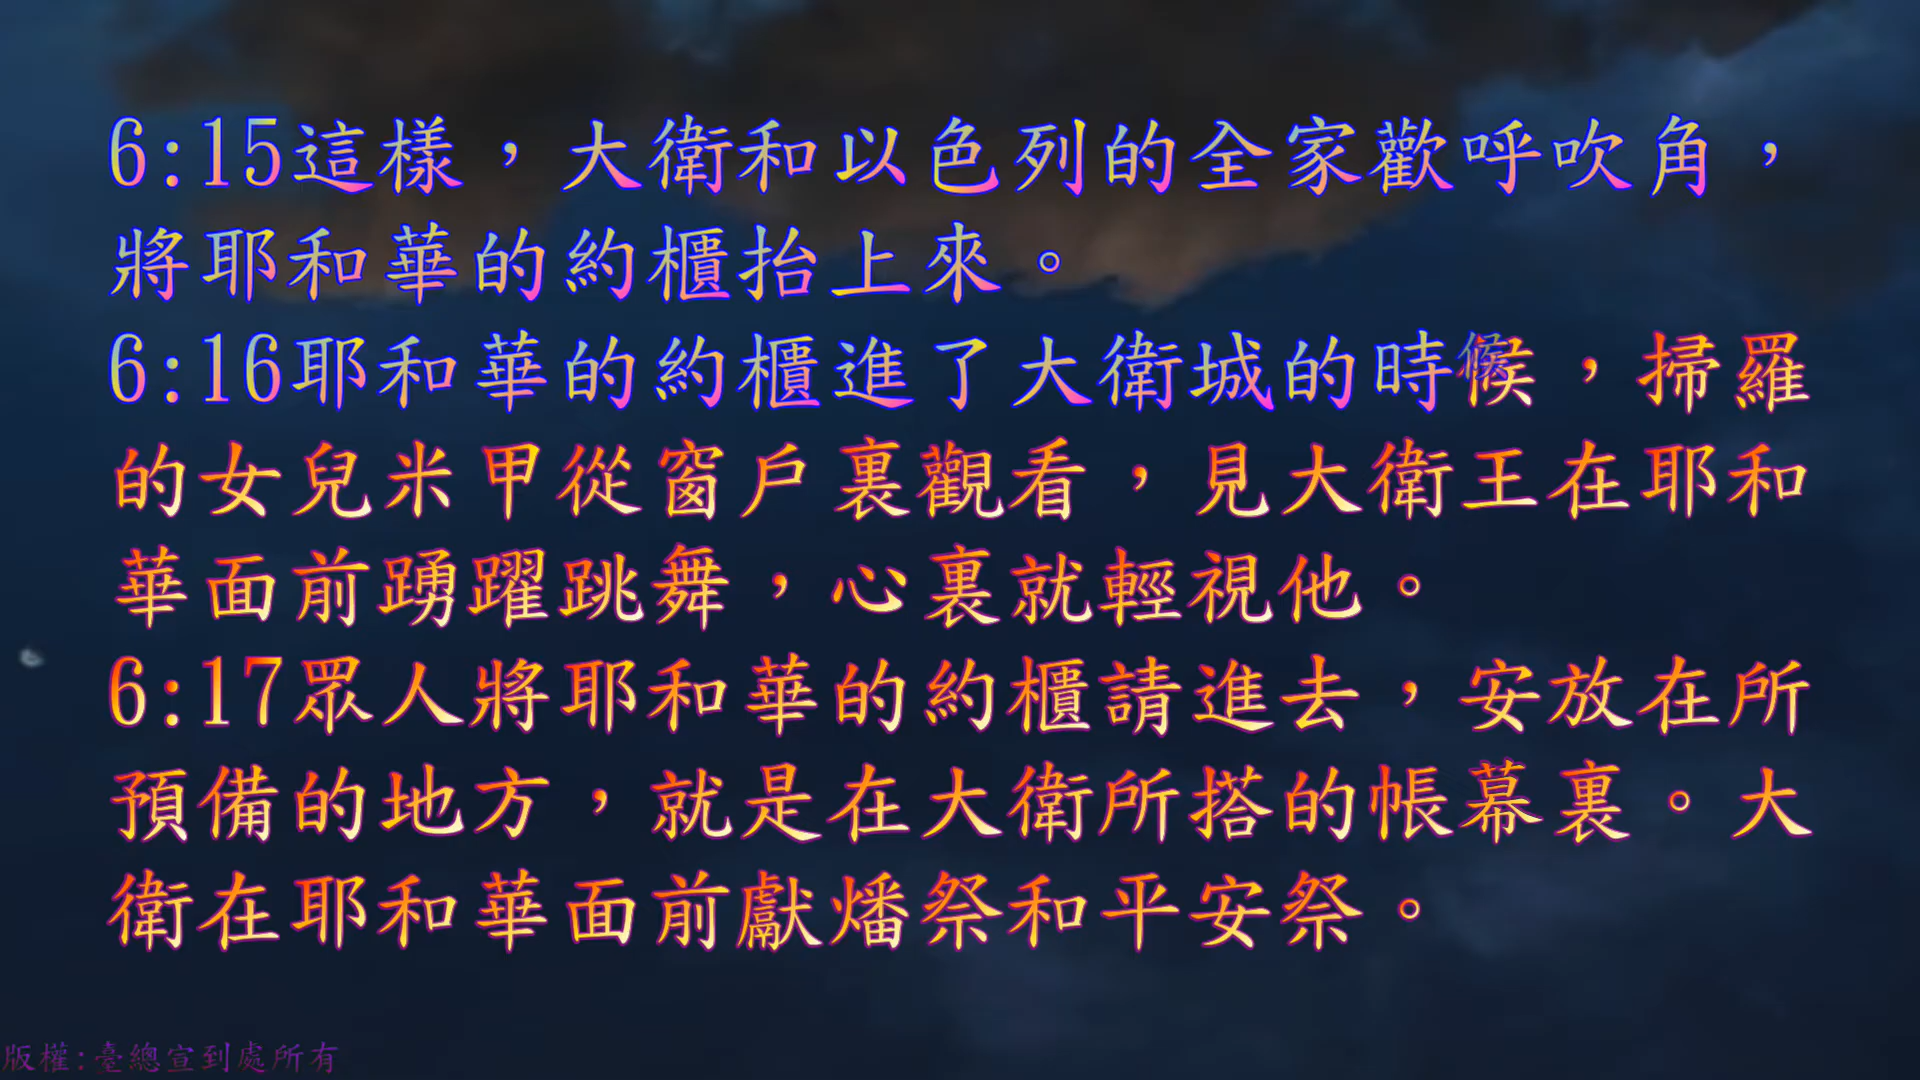 6:15這樣，大衛和以色列的全家歡呼吹角，
將耶和華的約櫃抬上來。
6:16耶和華的約櫃進了大衛城的時候，掃羅
的女兒米甲從窗戶裏觀看，見大衛王在耶和
華面前踴躍跳舞，心裏就輕視他。
6:17眾人將耶和華的約櫃請進去，安放在所
預備的地方，就是在大衛所搭的帳幕裏。大
衛在耶和華面前獻燔祭和平安祭。
版權:臺總宣到處所有